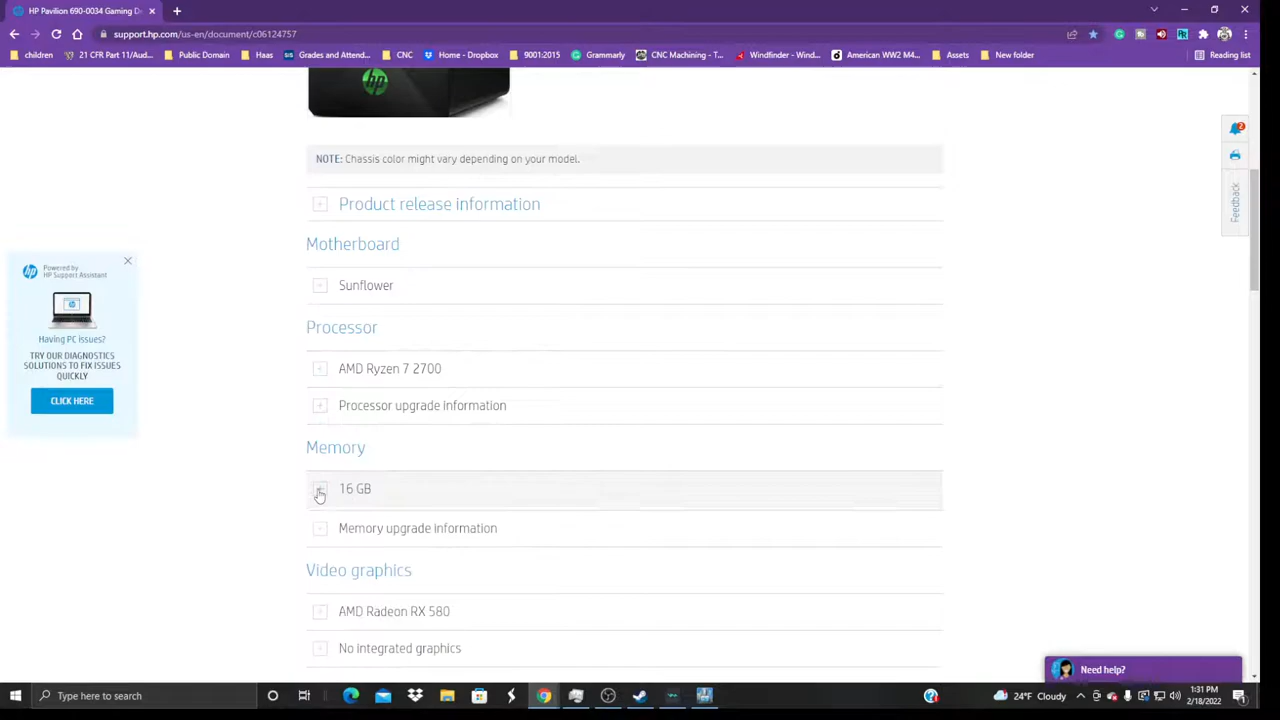 HP Pavilion 690-0034 Gaming D
support.hp.com/us-en/document/c06124757
children
21 CFR Part 11/Aud...
Public Domain
Haas
SIS
Grades and Attend...
CNC
Home - Dropbox
9001:2015
Grammarly
CNC Machining - T...
Windfinder - Wind...
American WW2 M4...
Assets
New folder
Reading list
hp
NOTE: Chassis color might vary depending on your model.
Product release information
Motherboard
Sunflower
Processor
AMD Ryzen 7 2700
Processor upgrade information
Memory
16 GB
Memory upgrade information
Video graphics
AMD Radeon RX 580
No integrated graphics
hp
Powered by
HP Support Assistant
Having PC issues?
TRY OUR DIAGNOSTICS
SOLUTIONS TO FIX ISSUES
QUICKLY
CLICK HERE
2
Feedback
Need help?
Type here to search
24°F Cloudy
1:31 PM
2/18/2022
1